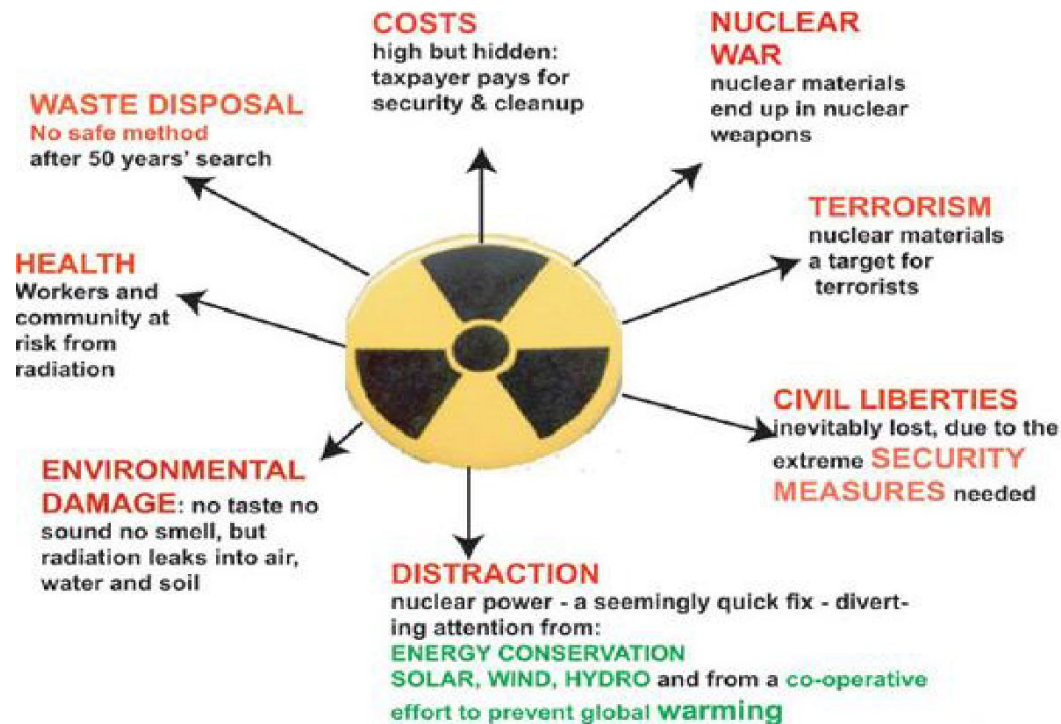 COSTS
high but hidden:
taxpayer pays for
security & cleanup
NUCLEAR
WAR
nuclear materials
end up in nuclear
weapons
WASTE DISPOSAL
No safe method
after 50 years' search
TERRORISM
nuclear materials
a target for
terrorists
HEALTH
Workers and
community at
risk from
radiation
CIVIL LIBERTIES
inevitably lost, due to the
extreme SECURITY
MEASURES needed
ENVIRONMENTAL
DAMAGE: no taste no
sound no smell, but
radiation leaks into air,
water and soil
DISTRACTION
nuclear power - a seemingly quick fix - divert-
ing attention from:
ENERGY CONSERVATION
SOLAR, WIND, HYDRO and from a co-operative
effort to prevent global warming